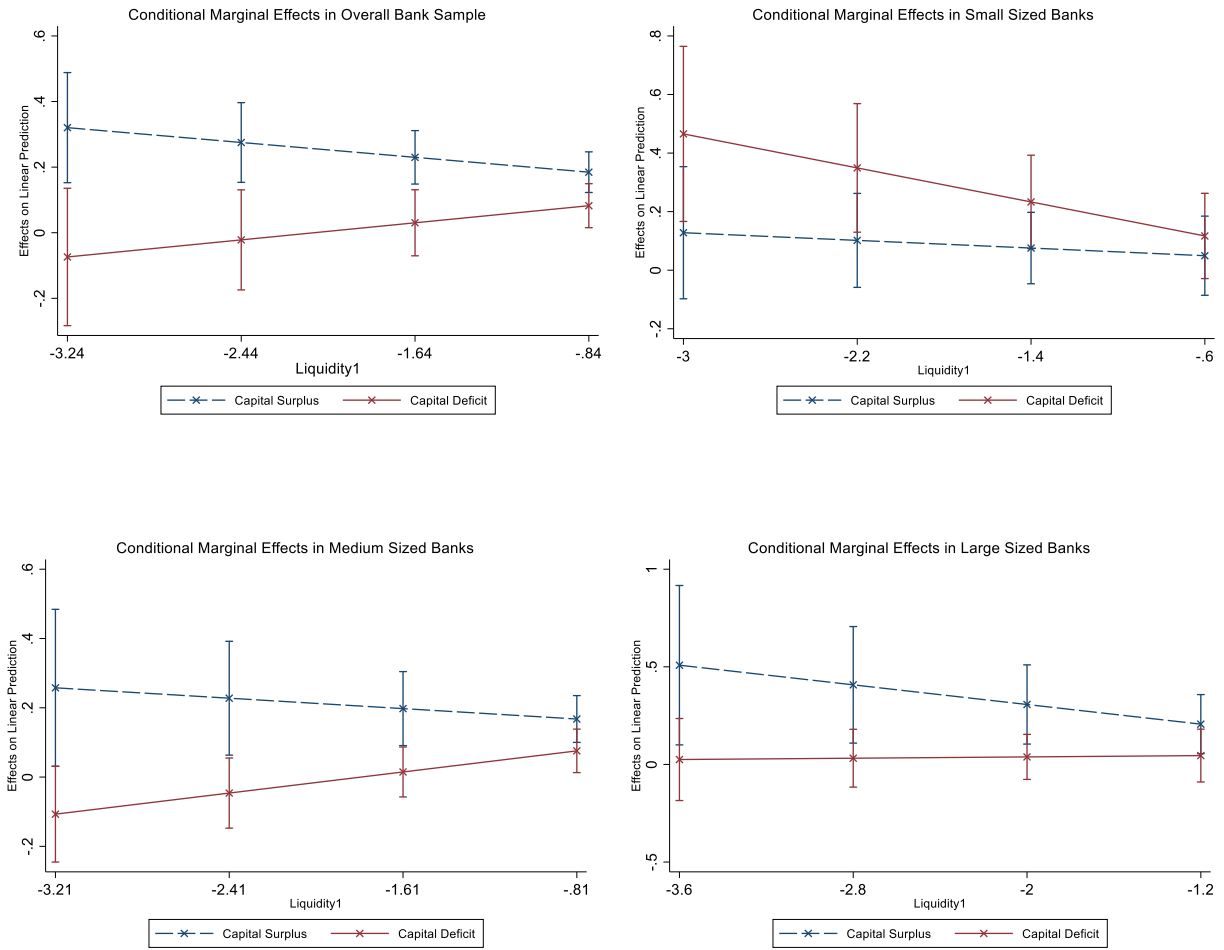 Conditional Marginal Effects in Overall Bank Sample
Effects on Linear Prediction
.6
.4
.2
0
-.2
-3.24 -2.44 -1.64 -.84
Liquidity1
Capital Surplus Capital Deficit
Conditional Marginal Effects in Small Sized Banks
Effects on Linear Prediction
.8
.6
.4
.2
0
-.2
-3 -2.2 -1.4 -.6
Liquidity1
Capital Surplus Capital Deficit
Conditional Marginal Effects in Medium Sized Banks
Effects on Linear Prediction
.6
.4
.2
0
-.2
-3.21 -2.41 -1.61 -.81
Liquidity1
Capital Surplus Capital Deficit
Conditional Marginal Effects in Large Sized Banks
Effects on Linear Prediction
1
.5
0
-.5
-3.6 -2.8 -2 -1.2
Liquidity1
Capital Surplus Capital Deficit